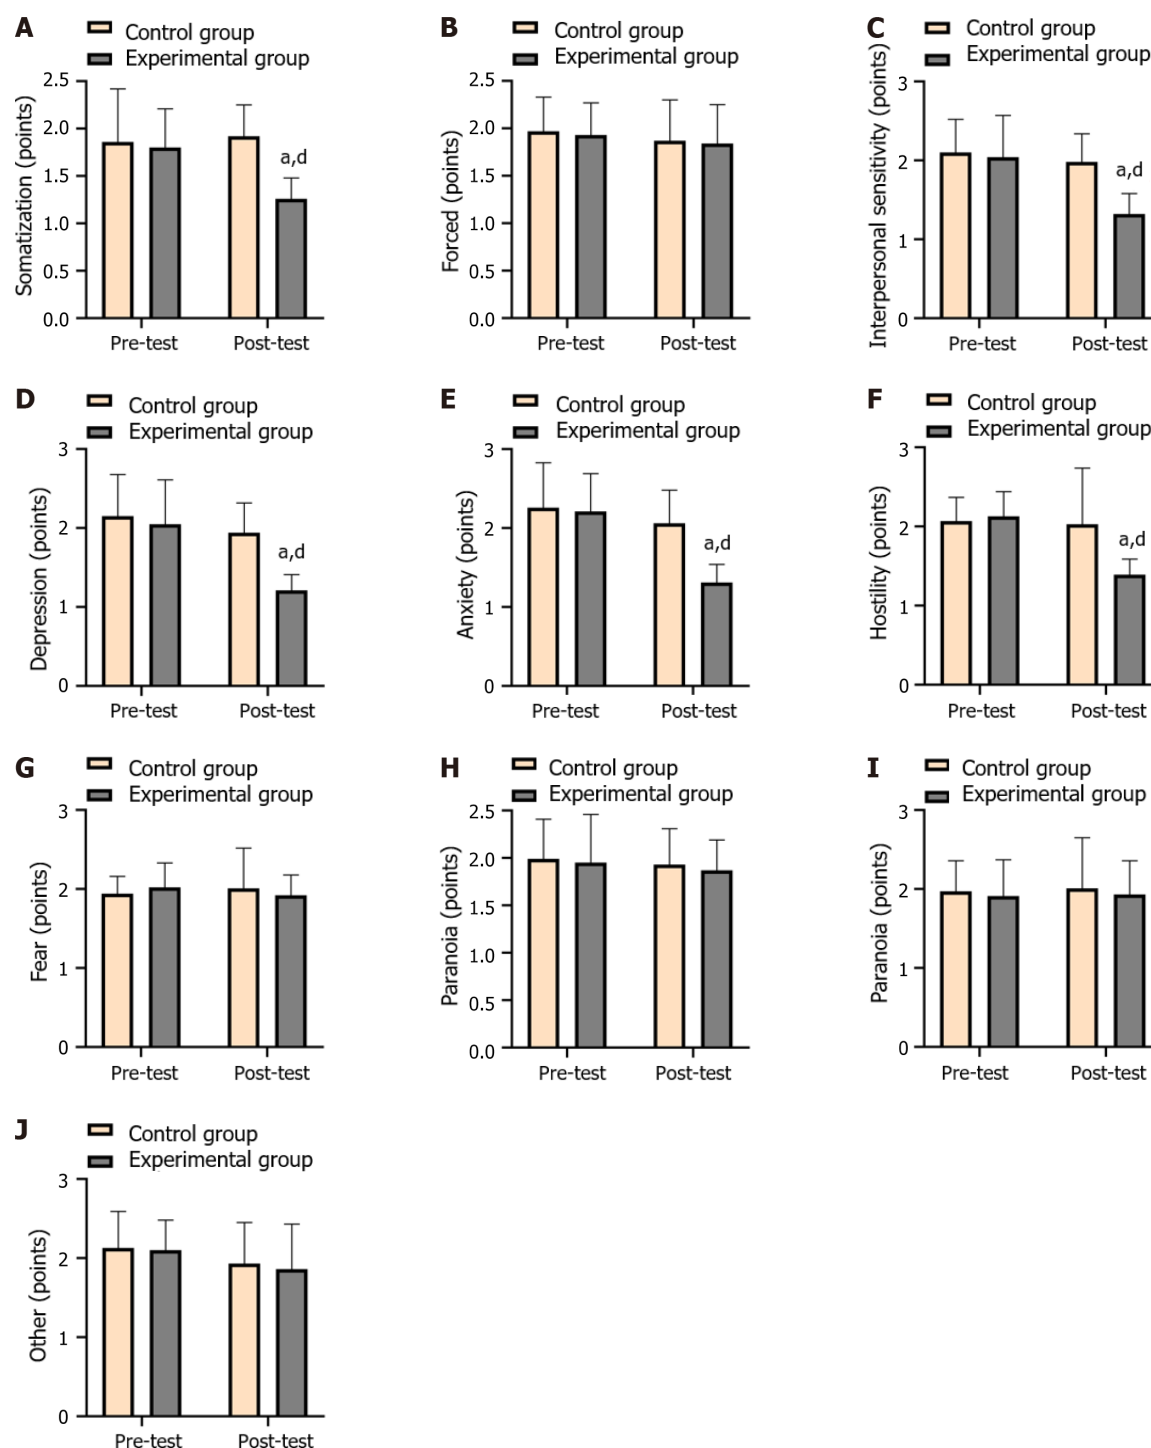 A
Control group
Experimental group
Somatization (points)
2.5
2.0
1.5
1.0
0.5
0.0
a,d
Pre-test
Post-test
B
Control group
Experimental group
Forced (points)
2.5
2.0
1.5
1.0
0.5
0.0
Pre-test
Post-test
C
Control group
Experimental group
Interpersonal sensitivity (points)
3
2
1
0
a,d
Pre-test
Post-test
D
Control group
Experimental group
Depression (points)
3
2
1
0
a,d
Pre-test
Post-test
E
Control group
Experimental group
Anxiety (points)
3
2
1
0
a,d
Pre-test
Post-test
F
Control group
Experimental group
Hostility (points)
3
2
1
0
a,d
Pre-test
Post-test
G
Control group
Experimental group
Fear (points)
3
2
1
0
Pre-test
Post-test
H
Control group
Experimental group
Paranoia (points)
2.5
2.0
1.5
1.0
0.5
0.0
Pre-test
Post-test
I
Control group
Experimental group
Paranoia (points)
3
2
1
0
Pre-test
Post-test
J
Control group
Experimental group
Other (points)
3
2
1
0
Pre-test
Post-test